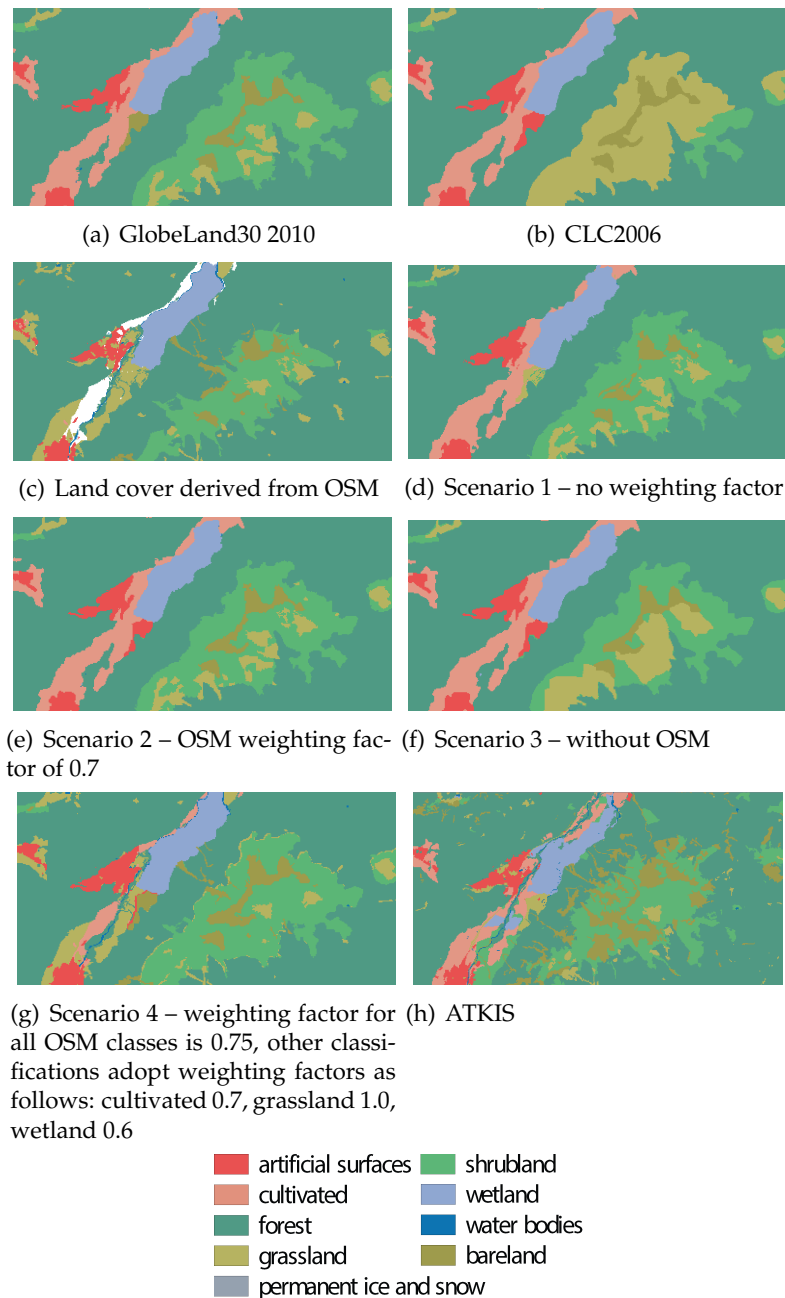 (a) GlobeLand30 2010
(b) CLC2006
(c) Land cover derived from OSM
(d) Scenario 1 – no weighting factor
(e) Scenario 2 – OSM weighting fac-
tor of 0.7
(f) Scenario 3 – without OSM
(g) Scenario 4 – weighting factor for
all OSM classes is 0.75, other classi-
fications adopt weighting factors as
follows: cultivated 0.7, grassland 1.0,
wetland 0.6
(h) ATKIS
artificial surfaces
cultivated
forest
grassland
permanent ice and snow
shrubland
wetland
water bodies
bareland